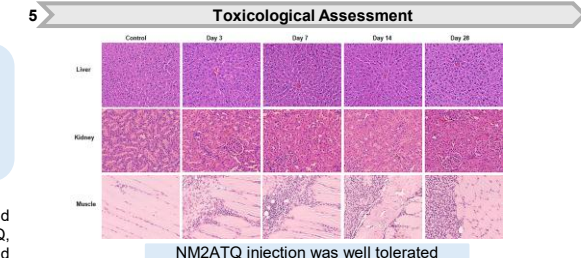 5 Toxicological Assessment
Control Day 3 Day 7 Day 14 Day 28
Liver
Kidney
Muscle
d
Q,
d
NM2ATQ injection was well tolerated